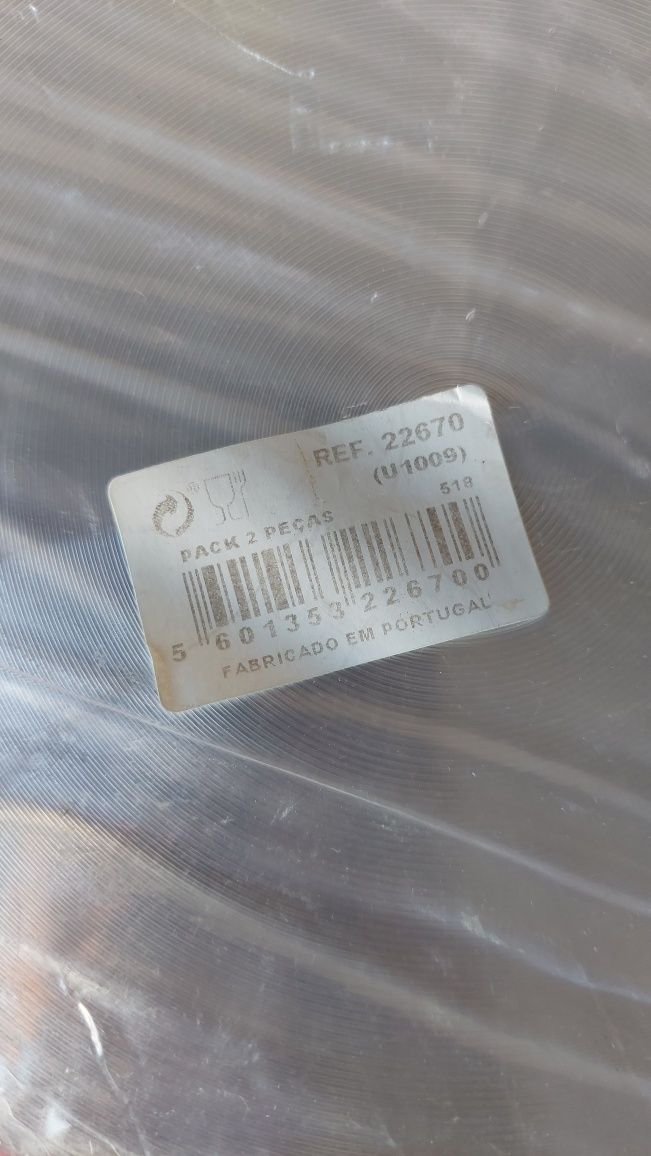 REF. 22670
(U1009)
518
PACK 2 PEÇAS
5 601353 226700
FABRICADO EM PORTUGAL